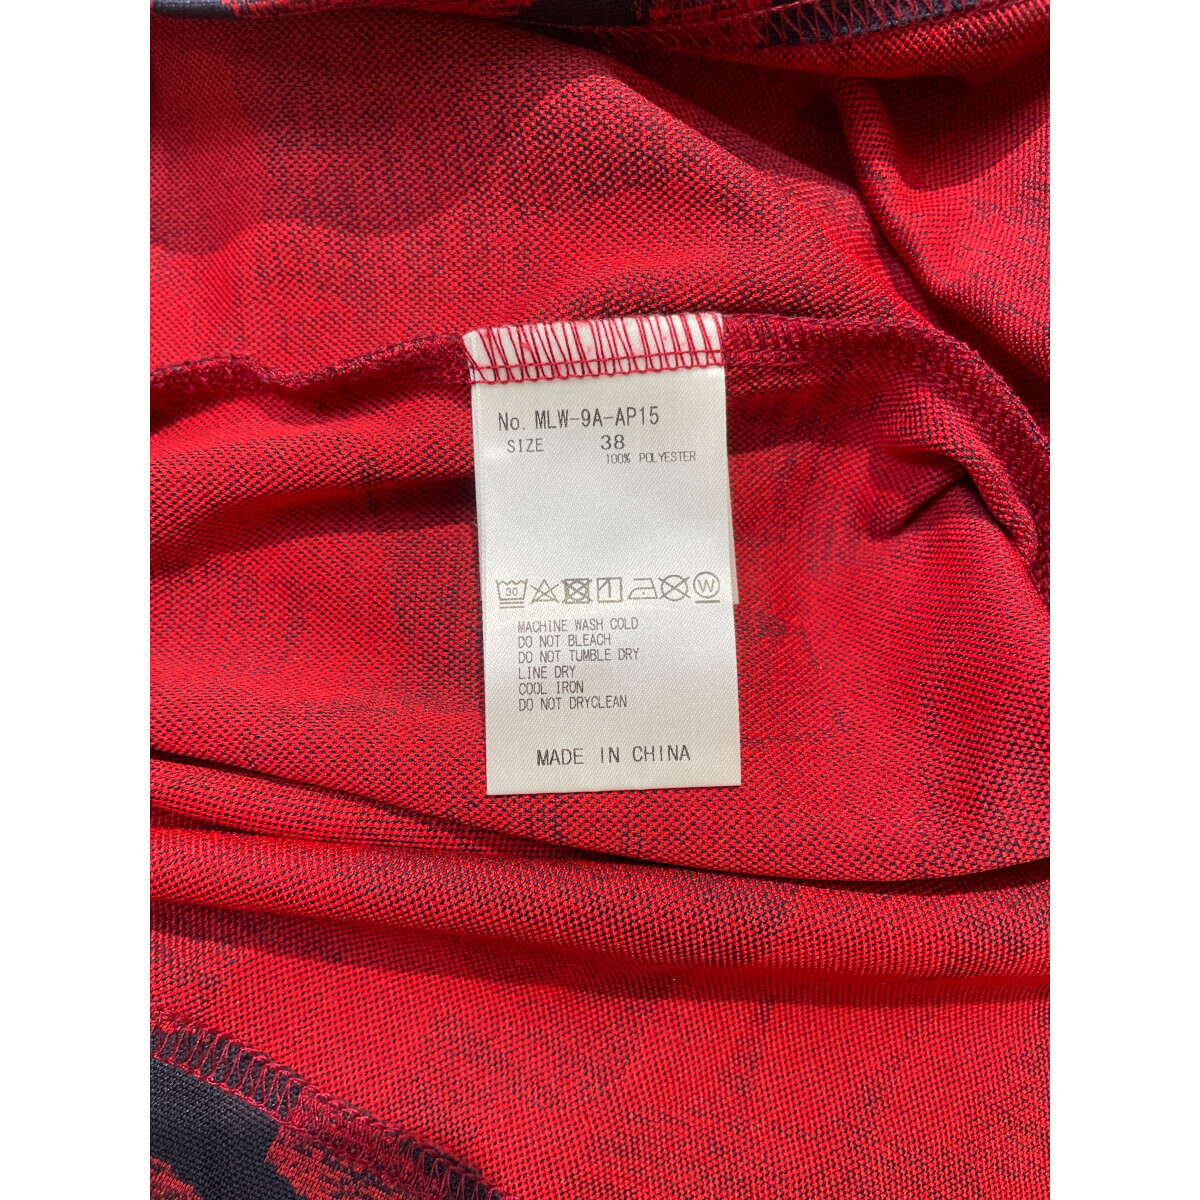 No. MLW-9A-AP15
SIZE 38
100% POLYESTER
30 W
MACHINE WASH COLD
DO NOT BLEACH
DO NOT TUMBLE DRY
LINE DRY
COOL IRON
DO NOT DRYCLEAN
MADE IN CHINA